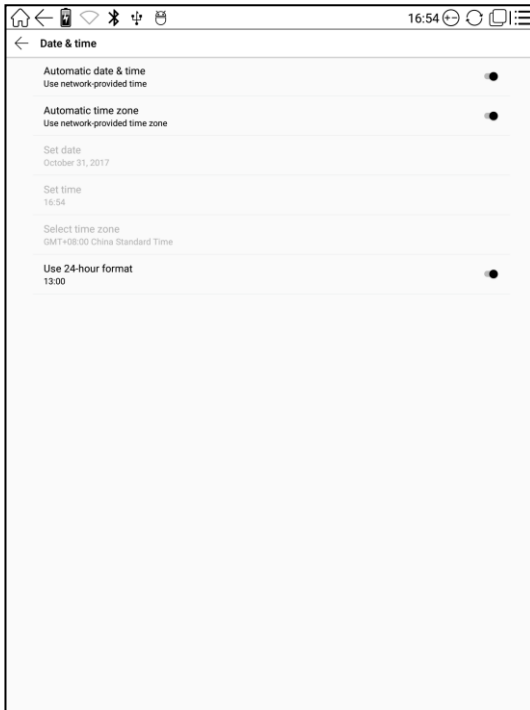 16:54
Date & time
Automatic date & time
Use network-provided time
Automatic time zone
Use network-provided time zone
Set date
October 31, 2017
Set time
16:54
Select time zone
GMT+08:00 China Standard Time
Use 24-hour format
13:00